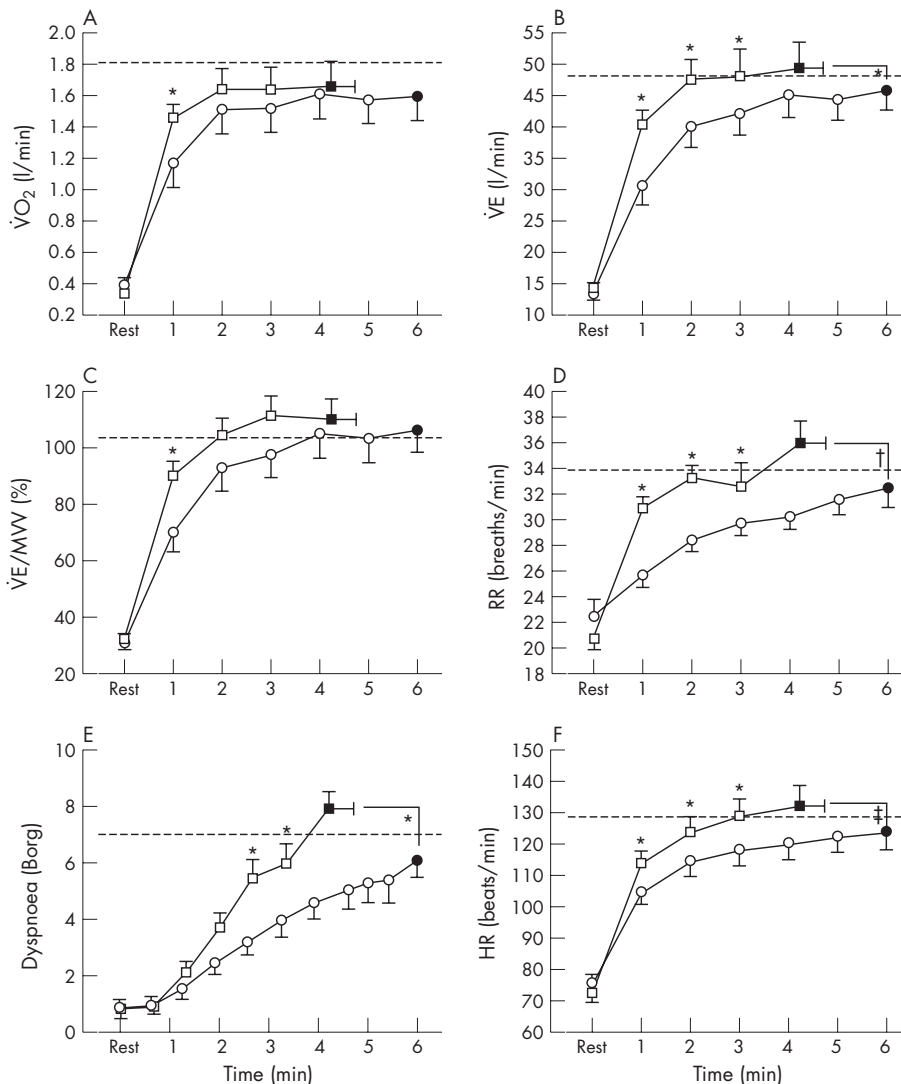 A
2.0
1.8
1.6
1.4
1.2
1.0
0.8
0.6
0.4
0.2
V̇O₂ (l/min)
*
Rest 1 2 3 4 5 6
B
50
45
40
35
30
25
20
15
10
V̇E (l/min)
* * * *
Rest 1 2 3 4 5 6
C
120
100
80
60
40
20
V̇E/MVV (%)
*
Rest 1 2 3 4 5 6
D
40
38
36
34
32
30
28
26
24
22
20
18
RR (breaths/min)
* * * †
Rest 1 2 3 4 5 6
E
10
8
6
4
2
0
Dyspnoea (Borg)
* * *
Rest 1 2 3 4 5 6
Time (min)
F
150
140
130
120
110
100
90
80
70
60
HR (beats/min)
* * * ‡
Rest 1 2 3 4 5 6
Time (min)